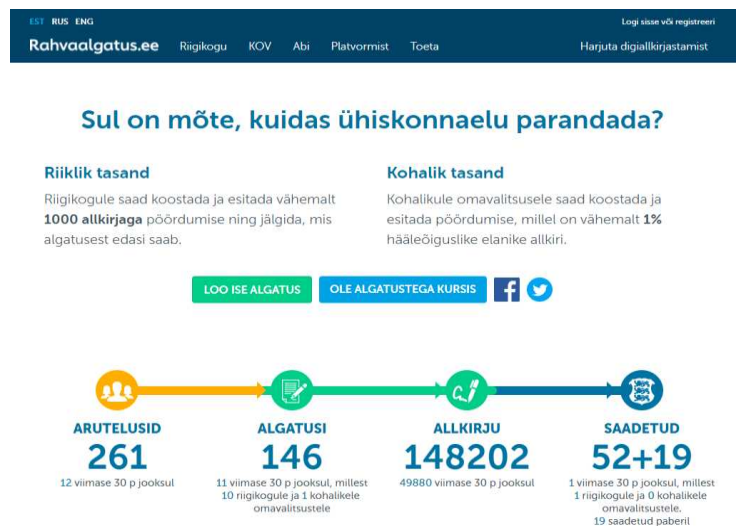 EST RUS ENG
Logi sisse või registreeri
Rahvaalgatus.ee Riigikogu KOV Abi Platvormist Toeta Harjuta digiallkirjastamist
Sul on mõte, kuidas ühiskonnaelu parandada?
Riiklik tasand
Riigikogule saad koostada ja esitada vähemalt
1000 allkirjaga pöördumise ning jälgida, mis
algatusest edasi saab.
Kohalik tasand
Kohalikule omavalitsusele saad koostada ja
esitada pöördumise, millel on vähemalt 1%
hääleõiguslike elanike allkiri.
LOO ISE ALGATUS
OLE ALGATUSTEGA KURSIS
ARUTELUSID
261
12 viimase 30 p jooksul
ALGATUSI
146
11 viimase 30 p jooksul, millest
10 riigikogule ja 1 kohalikele
omavalitsustele
ALLKIRJU
148202
49880 viimase 30 p jooksul
SAADETUD
52+19
1 viimase 30 p jooksul, millest
1 riigikogule ja 0 kohalikele
omavalitsustele.
19 saadetud paberil